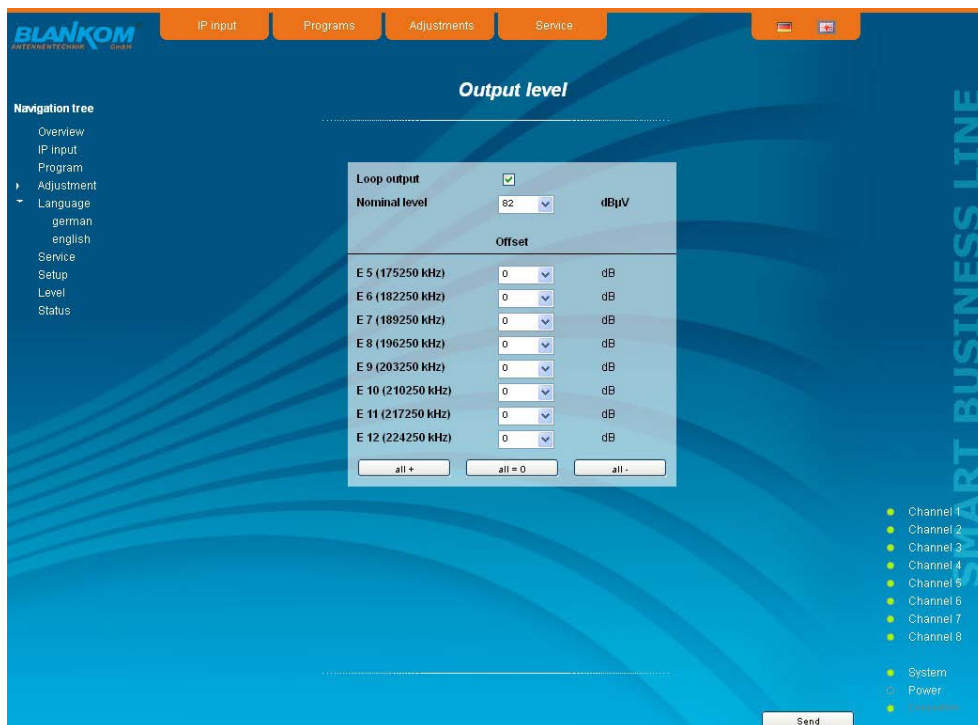 BLANKOM
ANTENNENTECHNIK GmbH
IP input
Programs
Adjustments
Service
Output level
Navigation tree
Overview
IP input
Program
Adjustment
Language
german
english
Service
Setup
Level
Status
Loop output
Nominal level 82 dBµV
Offset
E 5 (175250 kHz) 0 dB
E 6 (182250 kHz) 0 dB
E 7 (189250 kHz) 0 dB
E 8 (196250 kHz) 0 dB
E 9 (203250 kHz) 0 dB
E 10 (210250 kHz) 0 dB
E 11 (217250 kHz) 0 dB
E 12 (224250 kHz) 0 dB
all +
all = 0
all -
SMART BUSINESS LINE
Channel 1
Channel 2
Channel 3
Channel 4
Channel 5
Channel 6
Channel 7
Channel 8
System
Power
Send